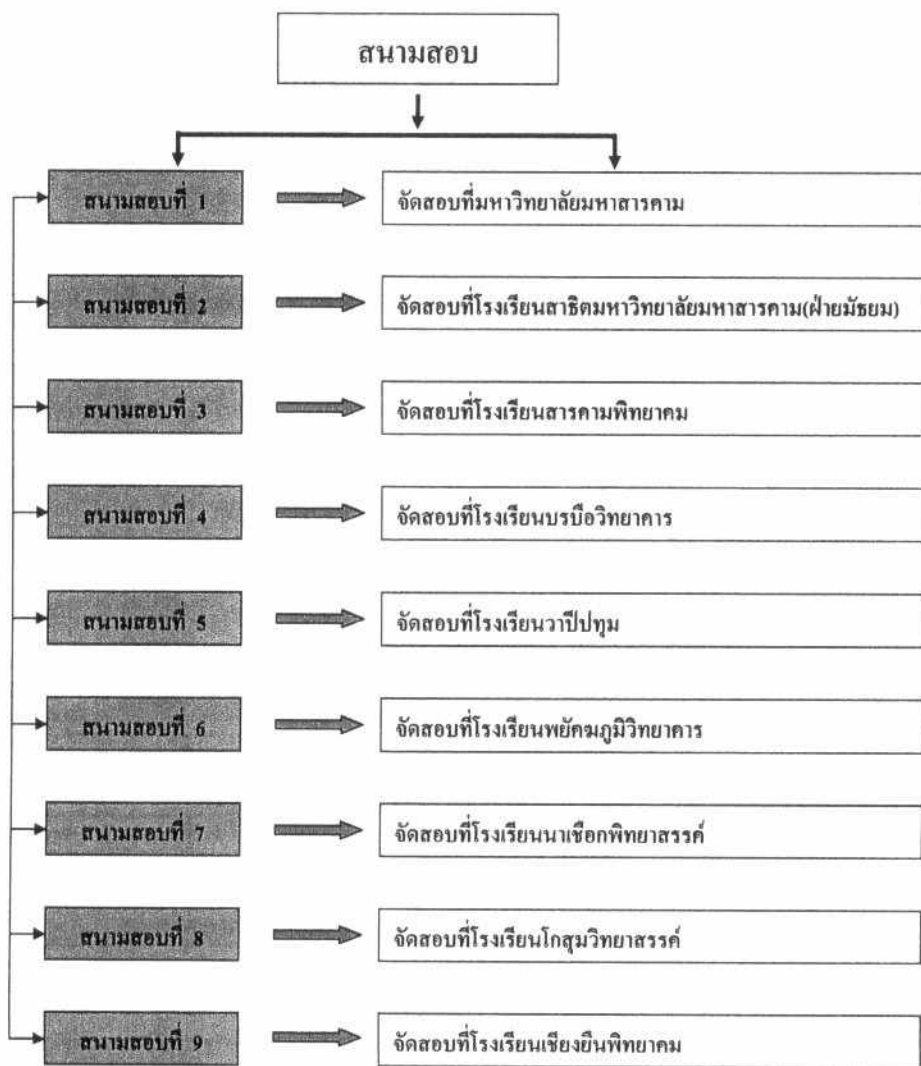 สนามสอบ
สนามสอบที่ 1
จัดสอบที่มหาวิทยาลัยมหาสารคาม
สนามสอบที่ 2
จัดสอบที่โรงเรียนสาธิตมหาวิทยาลัยมหาสารคาม(ฝ่ายมัธยม)
สนามสอบที่ 3
จัดสอบที่โรงเรียนสารคามพิทยาคม
สนามสอบที่ 4
จัดสอบที่โรงเรียนบรบือวิทยาคาร
สนามสอบที่ 5
จัดสอบที่โรงเรียนวาปีปทุม
สนามสอบที่ 6
จัดสอบที่โรงเรียนพยัคฆภูมิวิทยาคาร
สนามสอบที่ 7
จัดสอบที่โรงเรียนนาเชือกพิทยาสรรค์
สนามสอบที่ 8
จัดสอบที่โรงเรียนโกสุมวิทยาสรรค์
สนามสอบที่ 9
จัดสอบที่โรงเรียนเชียงยืนพิทยาคม